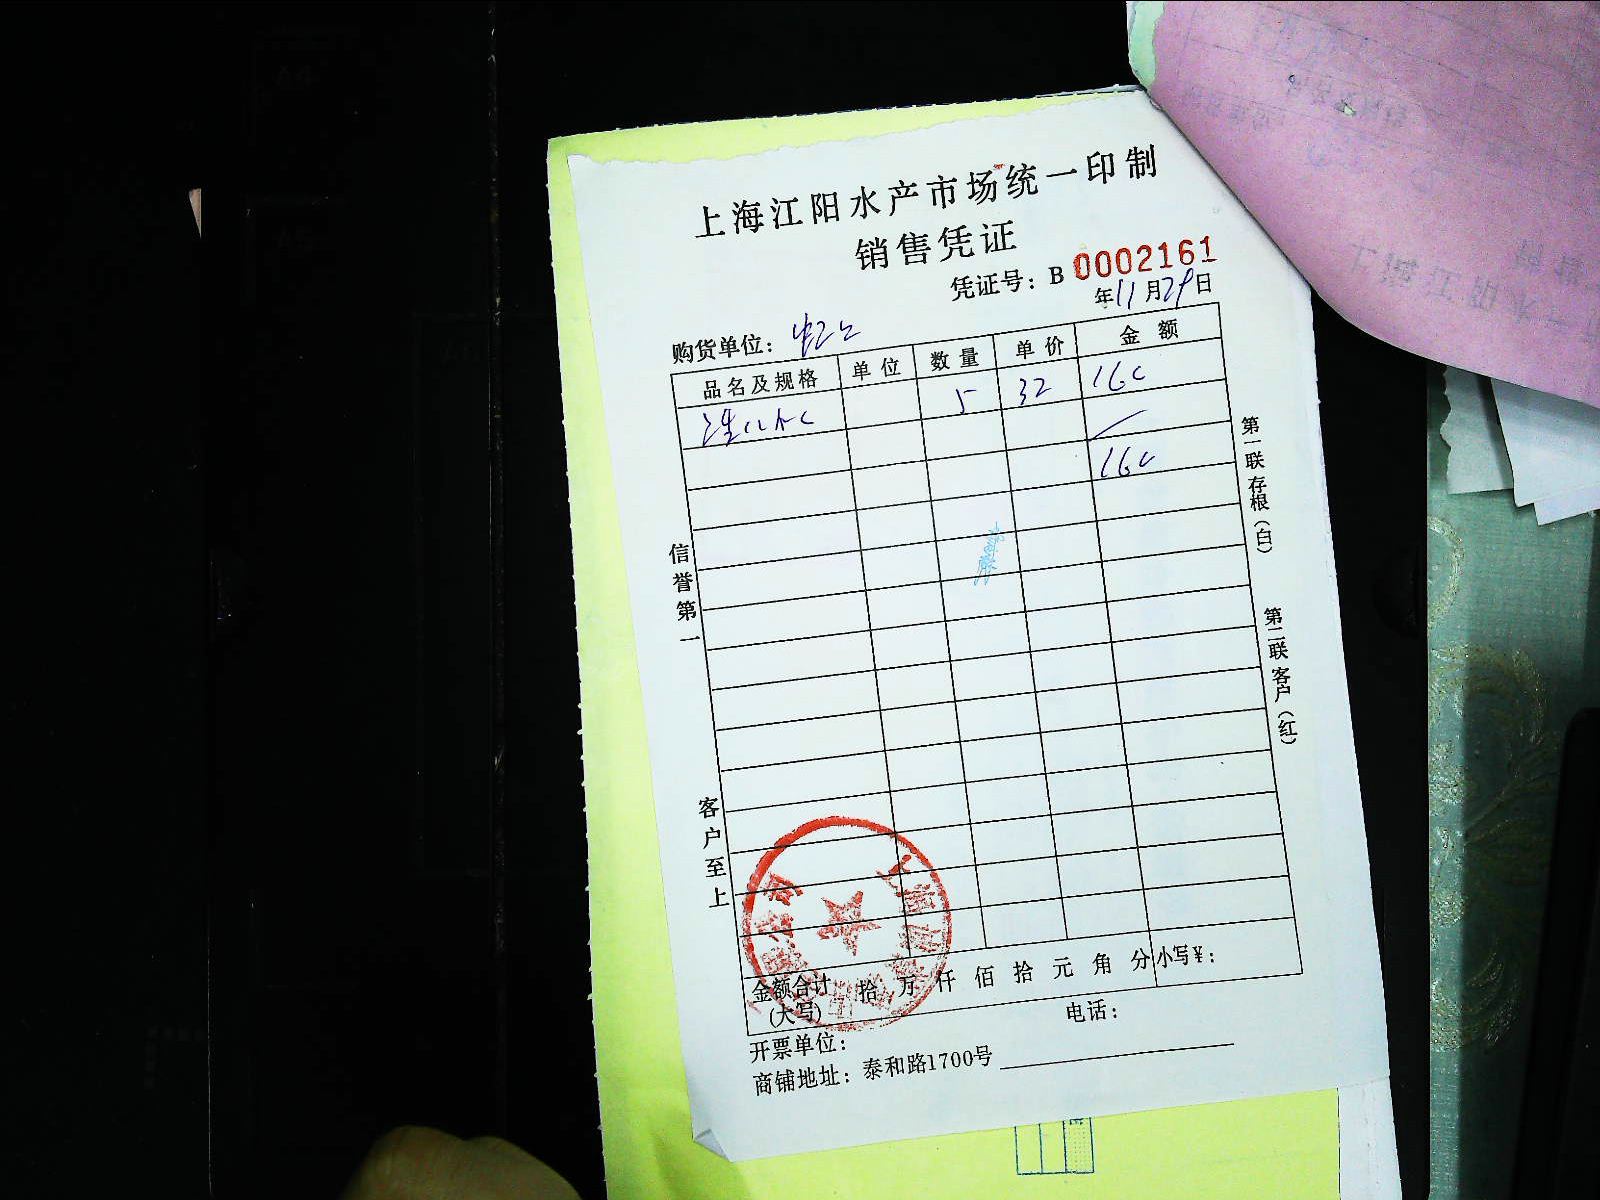 上海江阳水产市场统一印制
销售凭证
凭证号：B 0002161
年11月29日
购货单位：
品名及规格 单位 数量 单价 金额
5 32 160
160
信誉第一
客户至上
第一联存根（白）
第二联客户（红）
金额合计(大写) 拾万仟佰拾元角分 小写￥：
开票单位： 电话：
商铺地址：泰和路1700号